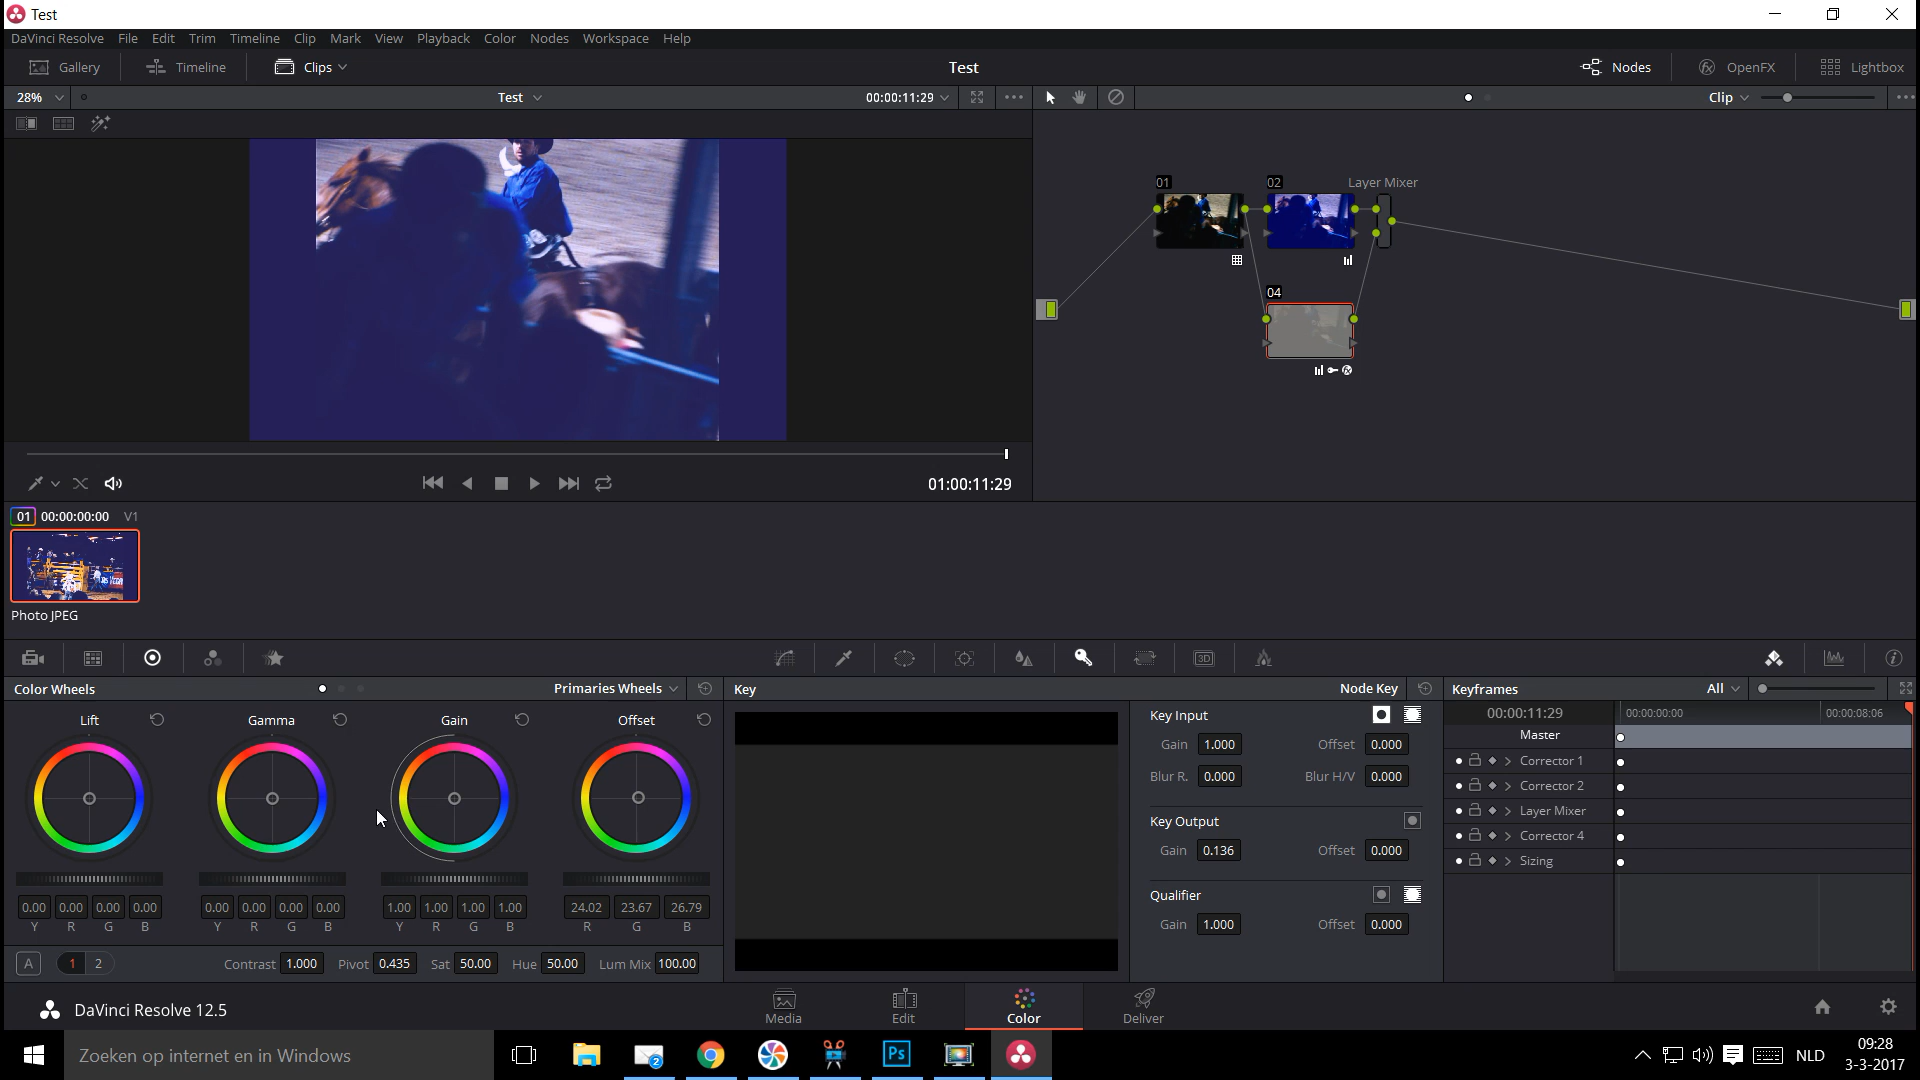 Test
DaVinci Resolve File Edit Trim Timeline Clip Mark View Playback Color Nodes Workspace Help
Gallery Timeline Clips Test Nodes OpenFX Lightbox
28% Test 00:00:11:29 Clip
01 02 Layer Mixer
04
01:00:11:29
01 00:00:00:00 V1
Photo JPEG
3D
Color Wheels Primaries Wheels Key Node Key Keyframes All
Lift Gamma Gain Offset
Key Input
Gain 1.000 Offset 0.000
Blur R. 0.000 Blur H/V 0.000
Key Output
Gain 0.136 Offset 0.000
Qualifier
Gain 1.000 Offset 0.000
00:00:11:29 00:00:00:00 00:00:08:06
Master
Corrector 1
Corrector 2
Layer Mixer
Corrector 4
Sizing
0.00 0.00 0.00 0.00 0.00 0.00 0.00 0.00 1.00 1.00 1.00 1.00 24.02 23.67 26.79
Y R G B Y R G B Y R G B R G B
A 1 2 Contrast 1.000 Pivot 0.435 Sat 50.00 Hue 50.00 Lum Mix 100.00
DaVinci Resolve 12.5 Media Edit Color Deliver
Zoeken op internet en in Windows 2 Ps NLD 09:28
3-3-2017